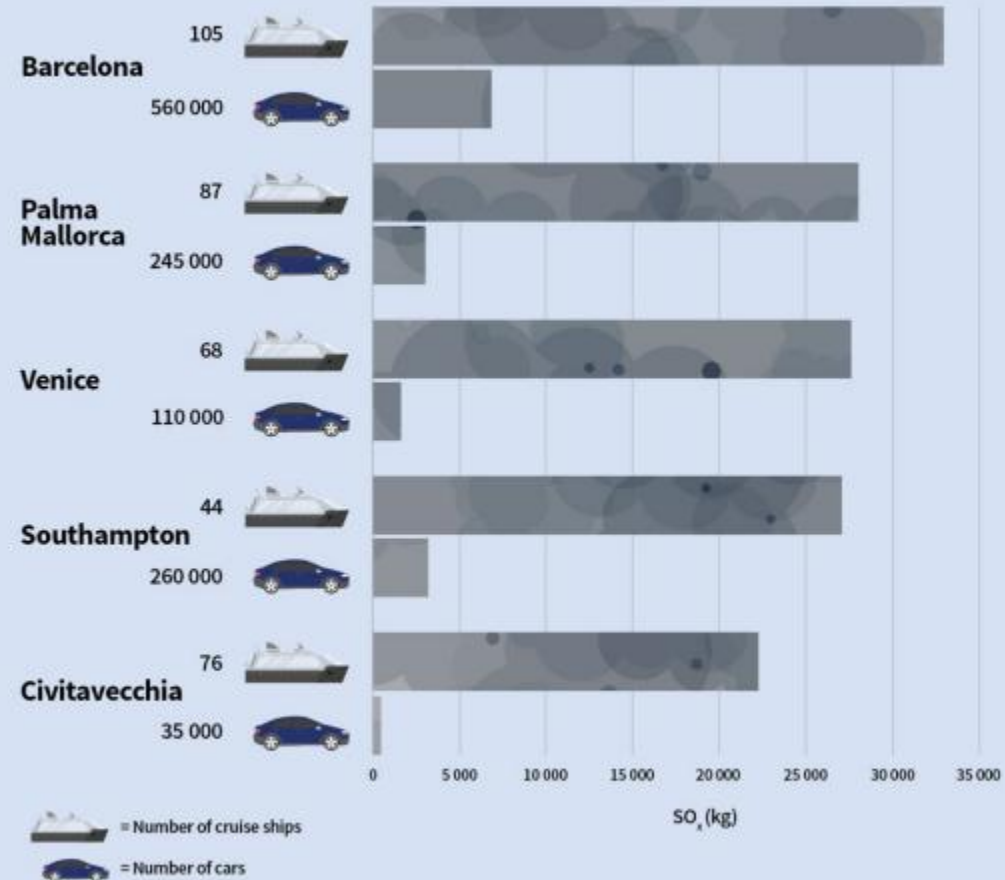 105
Barcelona
560 000
87
Palma
Mallorca
245 000
68
Venice
110 000
44
Southampton
260 000
76
Civitavecchia
35 000
0 5 000 10 000 15 000 20 000 25 000 30 000 35 000
SOx (kg)
= Number of cruise ships
= Number of cars